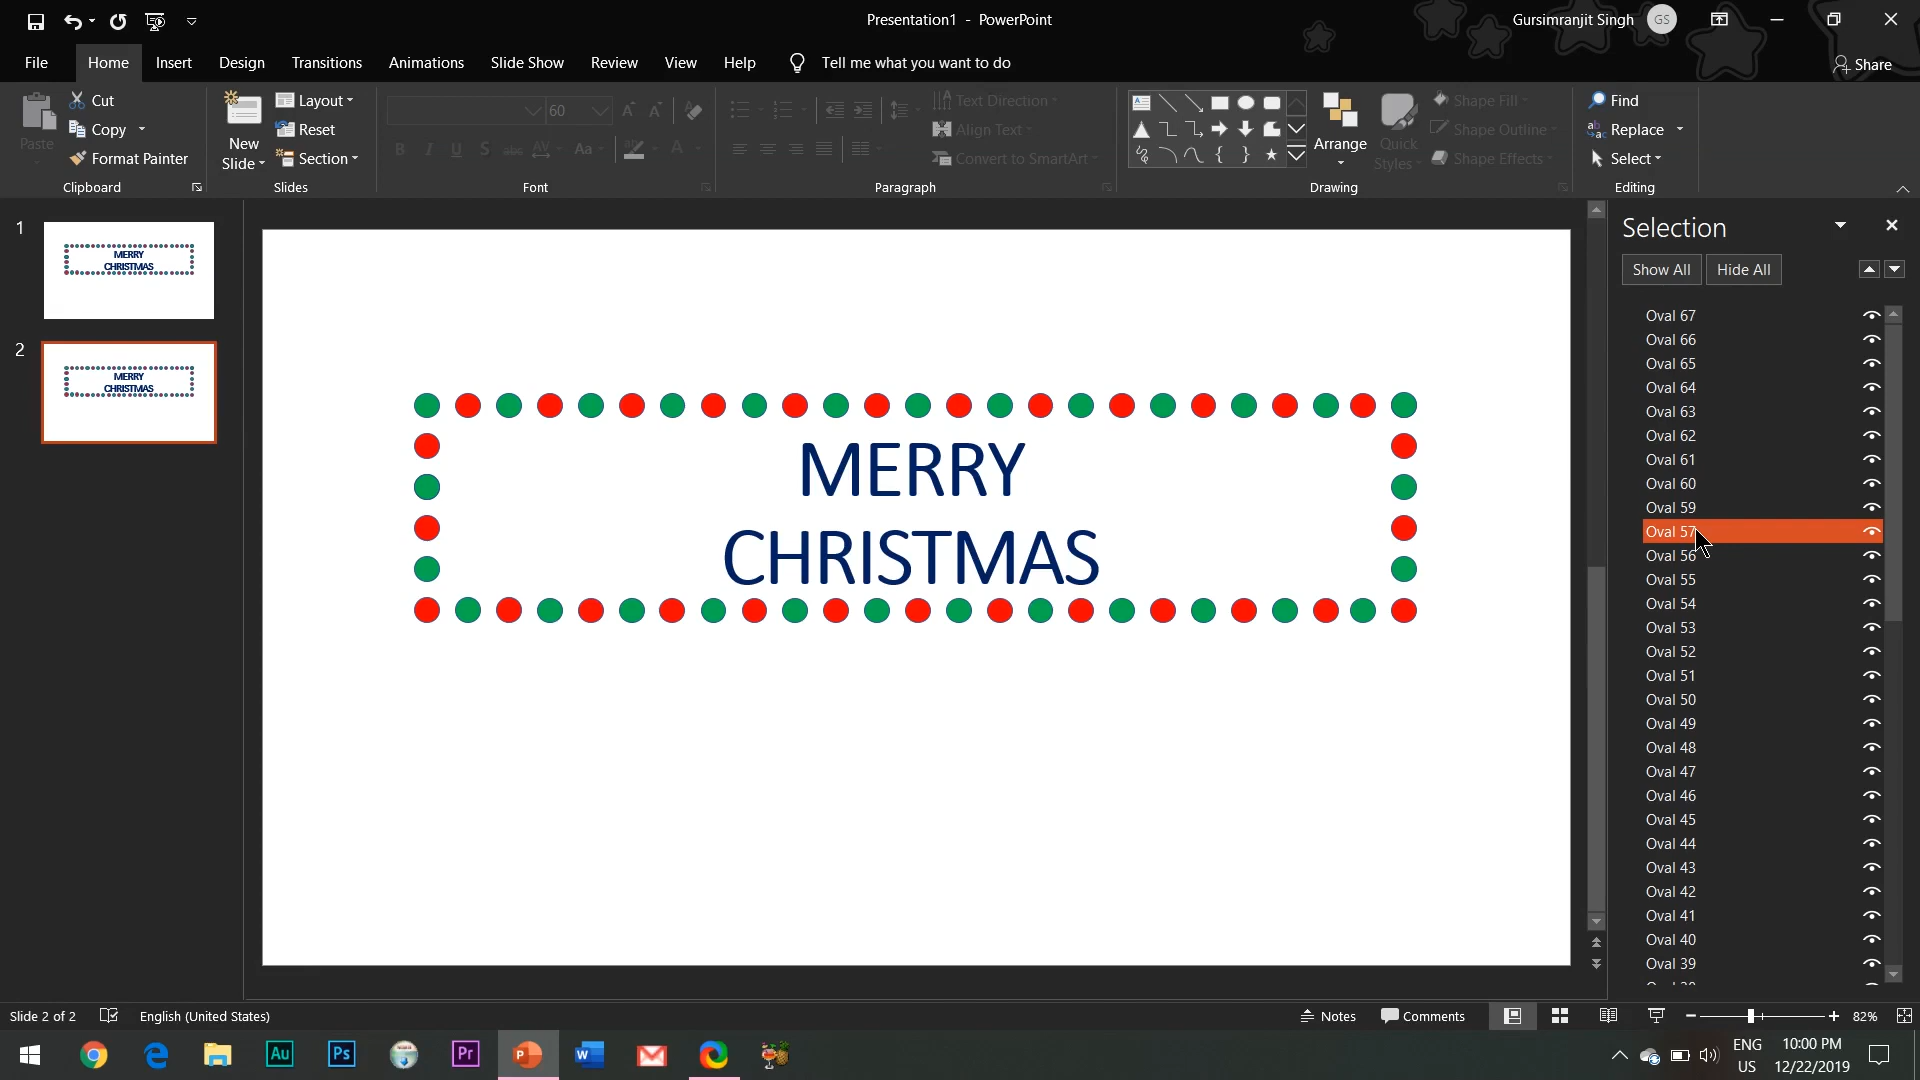 Presentation1 - PowerPoint
Gursimranjit Singh
GS
File
Home
Insert
Design
Transitions
Animations
Slide Show
Review
View
Help
Tell me what you want to do
Share
Paste
Cut
Copy
Format Painter
Clipboard
New
Slide
Layout
Reset
Section
Slides
60
B
I
U
S
abc
AV
Aa
A
Font
Text Direction
Align Text
Convert to SmartArt
Paragraph
Arrange
Quick
Styles
Shape Fill
Shape Outline
Shape Effects
Drawing
Find
Replace
Select
Editing
1
MERRY
CHRISTMAS
2
MERRY
CHRISTMAS
MERRY
CHRISTMAS
Selection
Show All
Hide All
Oval 67
Oval 66
Oval 65
Oval 64
Oval 63
Oval 62
Oval 61
Oval 60
Oval 59
Oval 57
Oval 56
Oval 55
Oval 54
Oval 53
Oval 52
Oval 51
Oval 50
Oval 49
Oval 48
Oval 47
Oval 46
Oval 45
Oval 44
Oval 43
Oval 42
Oval 41
Oval 40
Oval 39
Slide 2 of 2
English (United States)
Notes
Comments
82%
Au
Ps
Pr
P
W
ENG
US
10:00 PM
12/22/2019